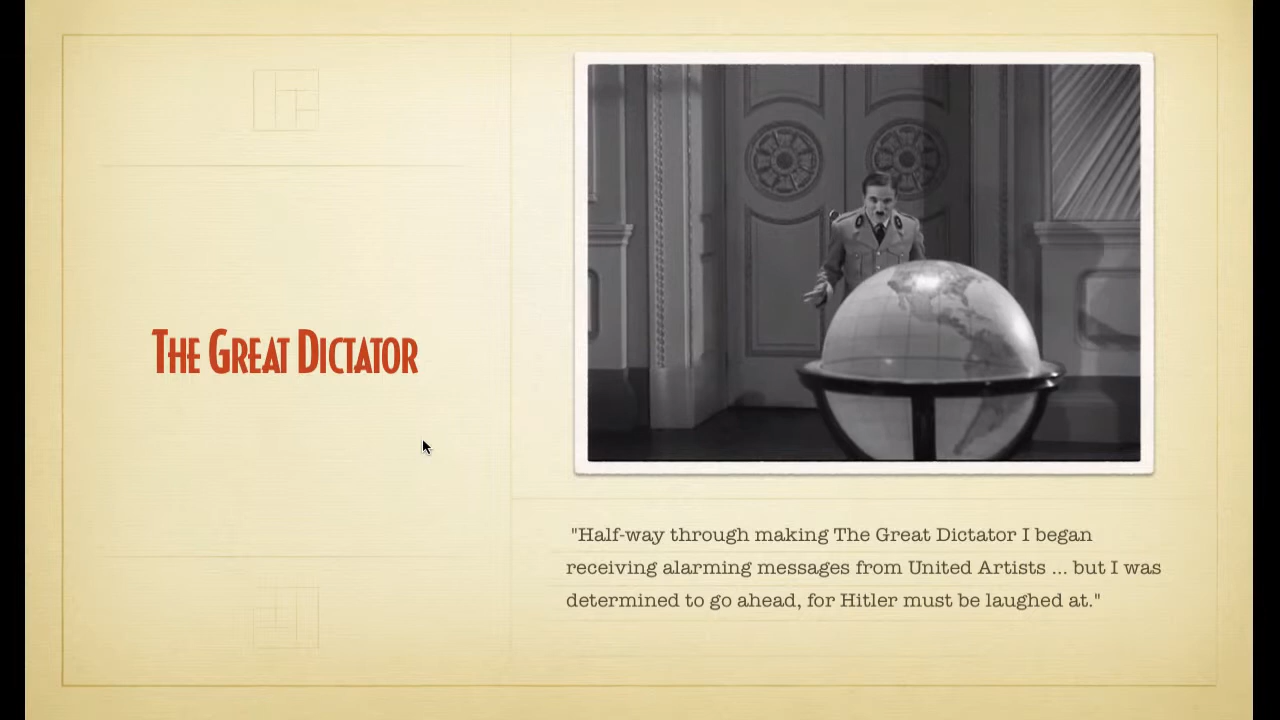 The Great Dictator
"Half-way through making The Great Dictator I began
receiving alarming messages from United Artists ... but I was
determined to go ahead, for Hitler must be laughed at."